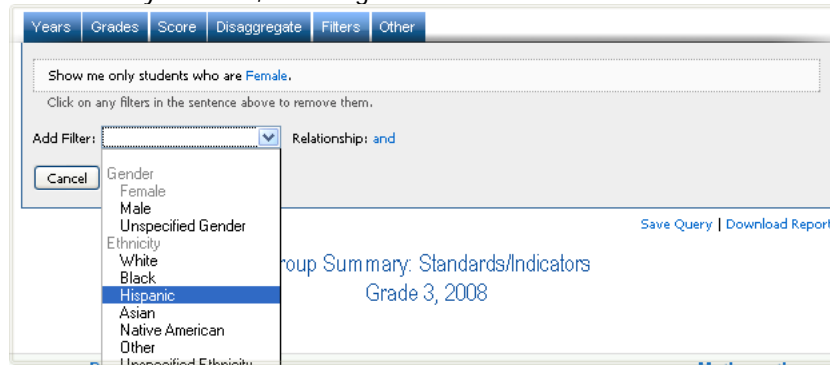 Years Grades Score Disaggregate Filters Other
Show me only students who are Female.
Click on any filters in the sentence above to remove them.
Add Filter: Relationship: and
Cancel
Gender
Female
Male
Unspecified Gender
Ethnicity
White
Black
Hispanic
Asian
Native American
Other
Unspecified Ethnicity
Save Query | Download Report
roup Summary: Standards/Indicators
Grade 3, 2008